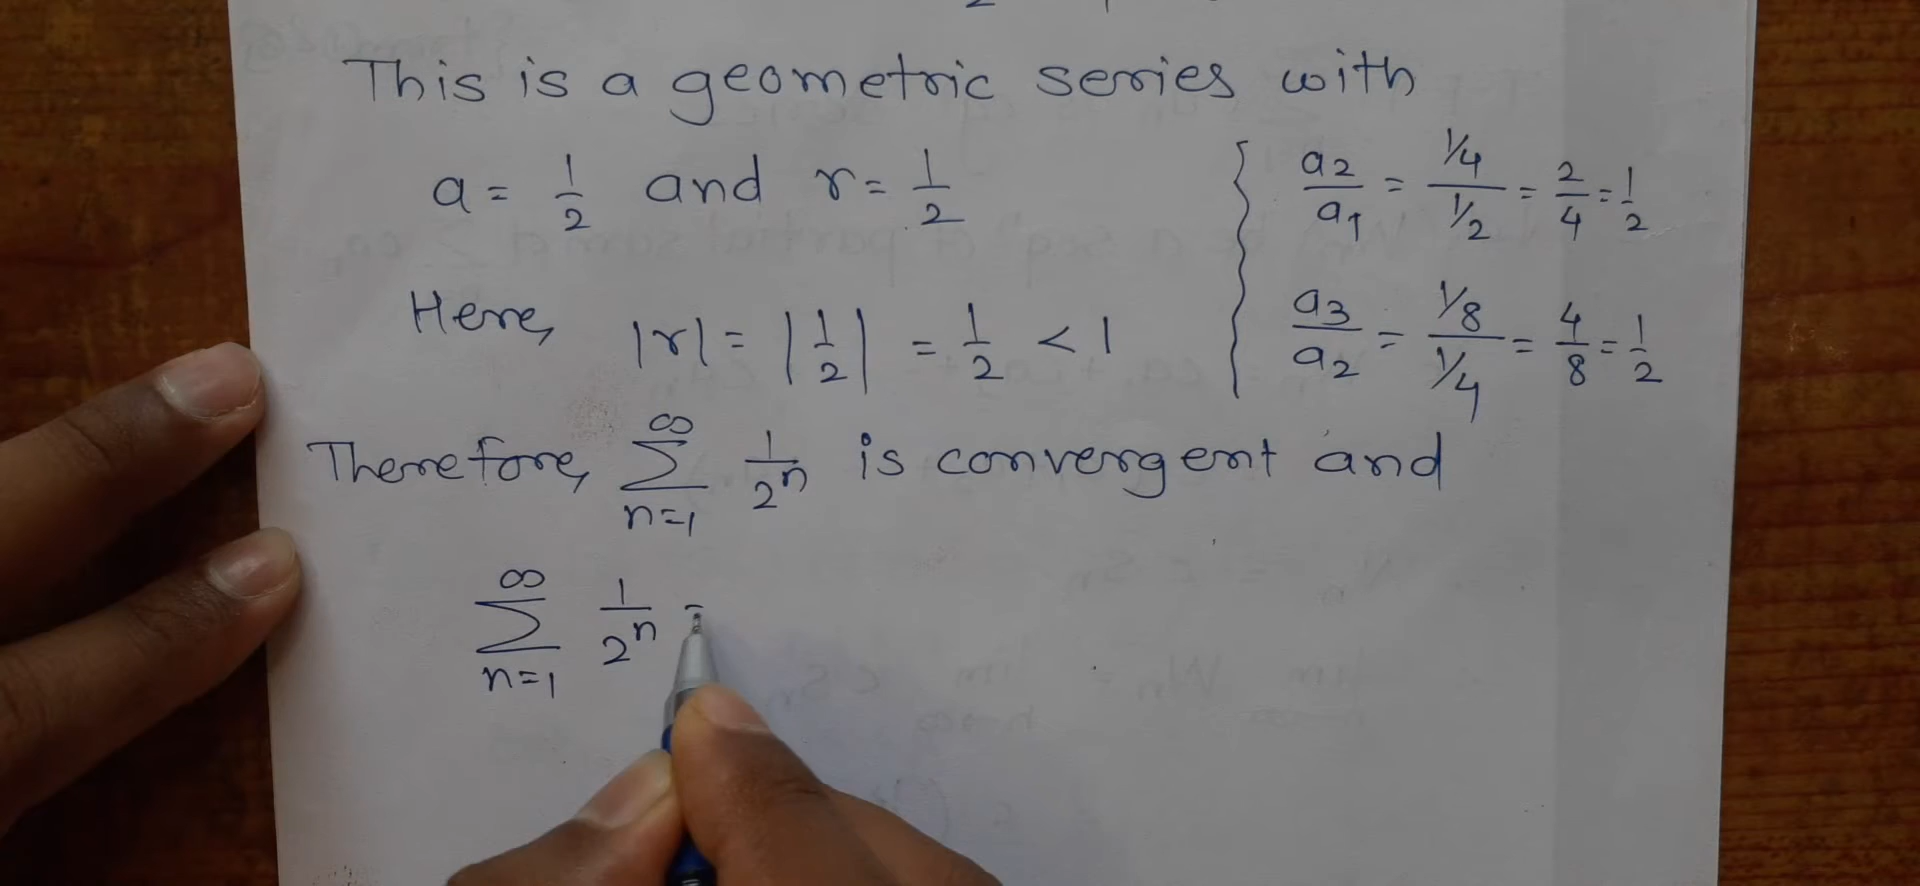 This is a geometric series with
a = 1/2 and r = 1/2
a2/a1 = (1/4)/(1/2) = 2/4 = 1/2
Here, |r| = |1/2| = 1/2 < 1
a3/a2 = (1/8)/(1/4) = 4/8 = 1/2
Therefore, ∑_{n=1}^{∞} 1/2^n is convergent and
∑_{n=1}^{∞} 1/2^n =